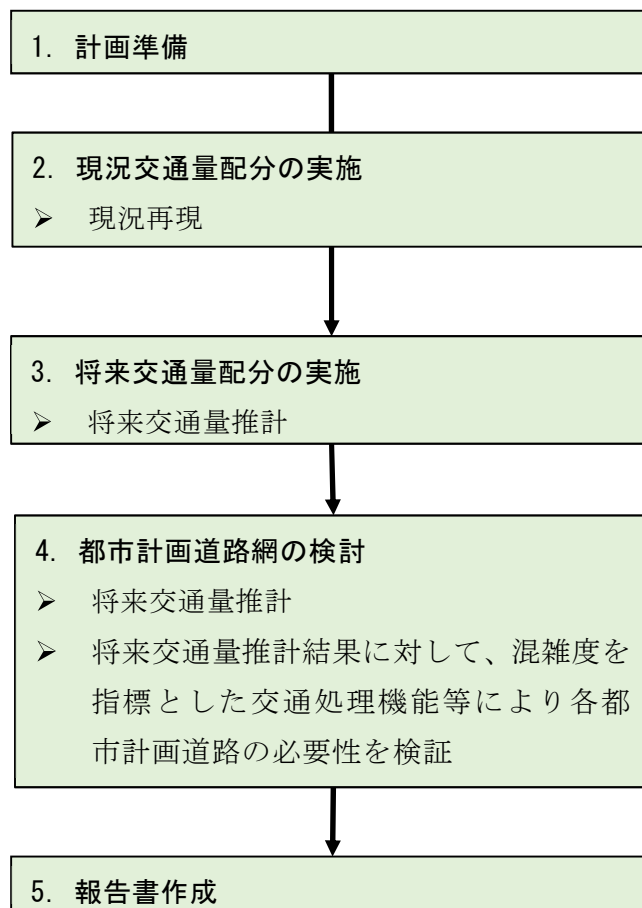 1. 計画準備
2. 現況交通量配分の実施
➢ 現況再現
3. 将来交通量配分の実施
➢ 将来交通量推計
4. 都市計画道路網の検討
➢ 将来交通量推計
➢ 将来交通量推計結果に対して、混雑度を
指標とした交通処理機能等により各都
市計画道路の必要性を検証
5. 報告書作成